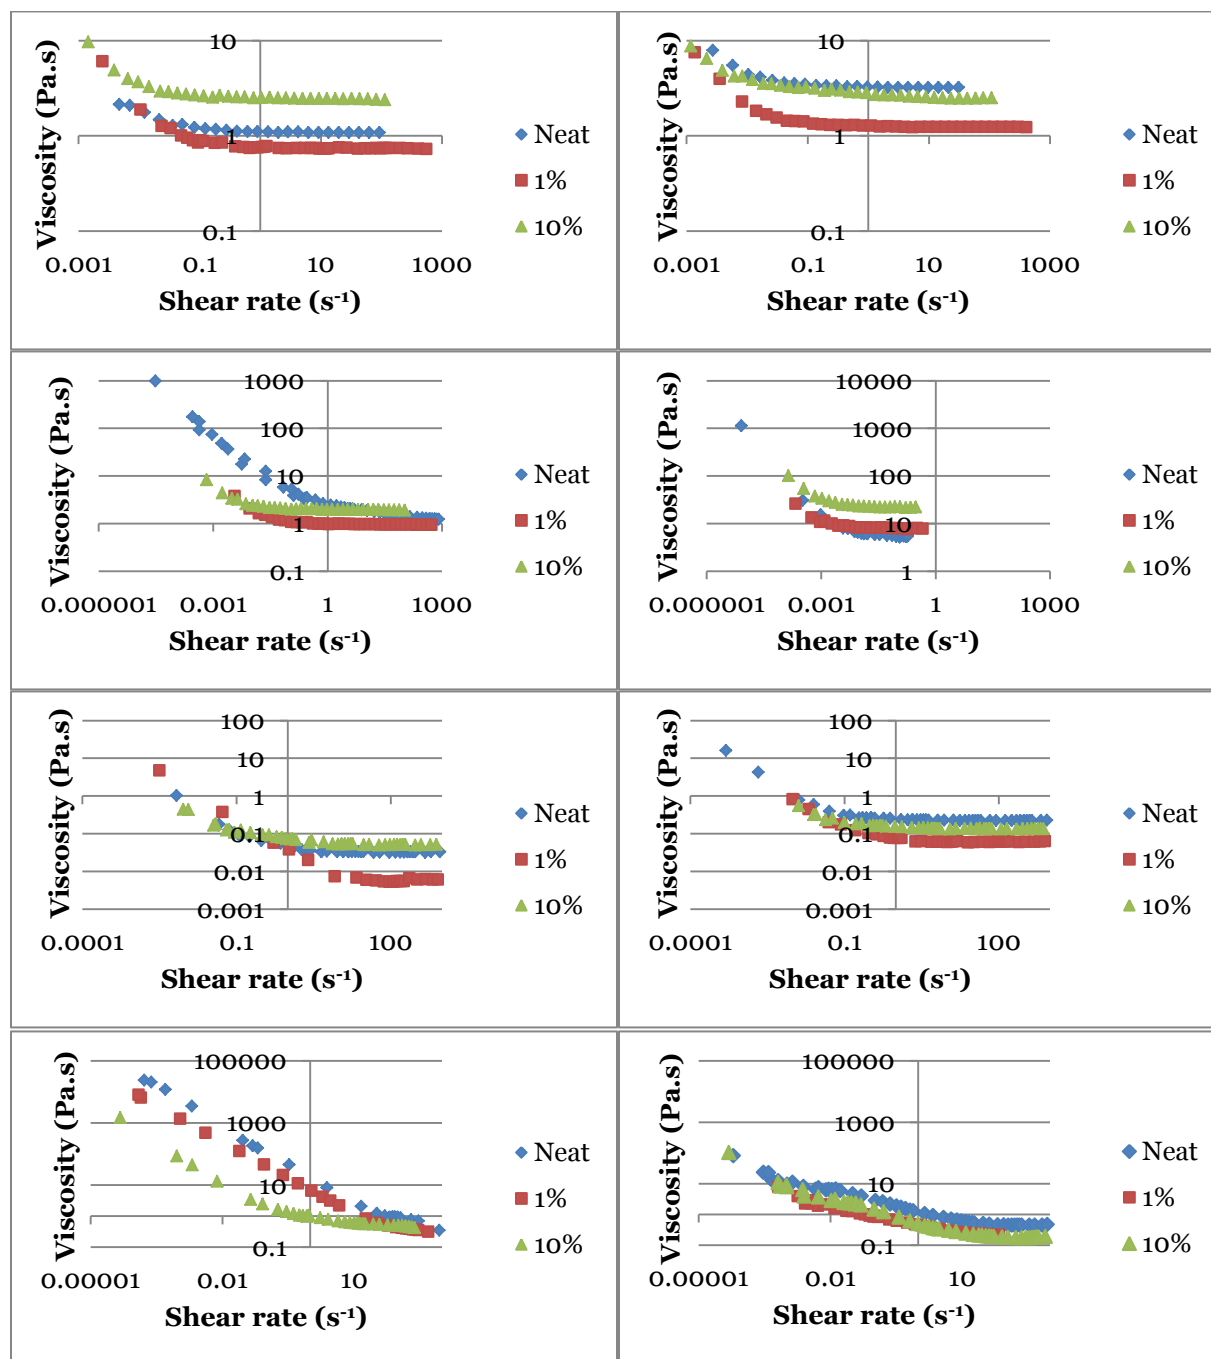 Viscosity (Pa.s)
10
1
0.1
0.001 0.1 10 1000
Shear rate (s⁻¹)
Neat
1%
10%
Viscosity (Pa.s)
10
1
0.1
0.001 0.1 10 1000
Shear rate (s⁻¹)
Neat
1%
10%
Viscosity (Pa.s)
1000
100
10
1
0.1
0.0000001 0.001 1 1000
Shear rate (s⁻¹)
Neat
1%
10%
Viscosity (Pa.s)
10000
1000
100
10
1
0.0000001 0.001 1 1000
Shear rate (s⁻¹)
Neat
1%
10%
Viscosity (Pa.s)
100
10
1
0.1
0.01
0.001
0.0001 0.1 100
Shear rate (s⁻¹)
Neat
1%
10%
Viscosity (Pa.s)
100
10
1
0.1
0.01
0.001
0.0001 0.1 100
Shear rate (s⁻¹)
Neat
1%
10%
Viscosity (Pa.s)
100000
1000
10
0.1
0.00001 0.01 10
Shear rate (s⁻¹)
Neat
1%
10%
Viscosity (Pa.s)
100000
1000
10
0.1
0.00001 0.01 10
Shear rate (s⁻¹)
Neat
1%
10%